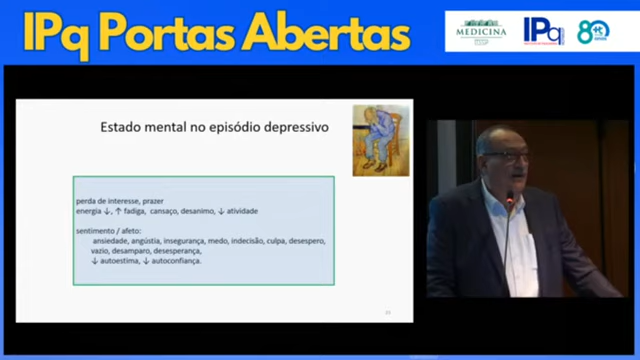 IPq Portas Abertas
MEDICINA
USP
IPq
80
Estado mental no episódio depressivo
perda de interesse, prazer
energia ↓, ↑ fadiga, cansaço, desanimo, ↓ atividade
sentimento / afeto:
ansiedade, angústia, insegurança, medo, indecisão, culpa, desespero,
vazio, desamparo, desesperança,
↓ autoestima, ↓ autoconfiança.